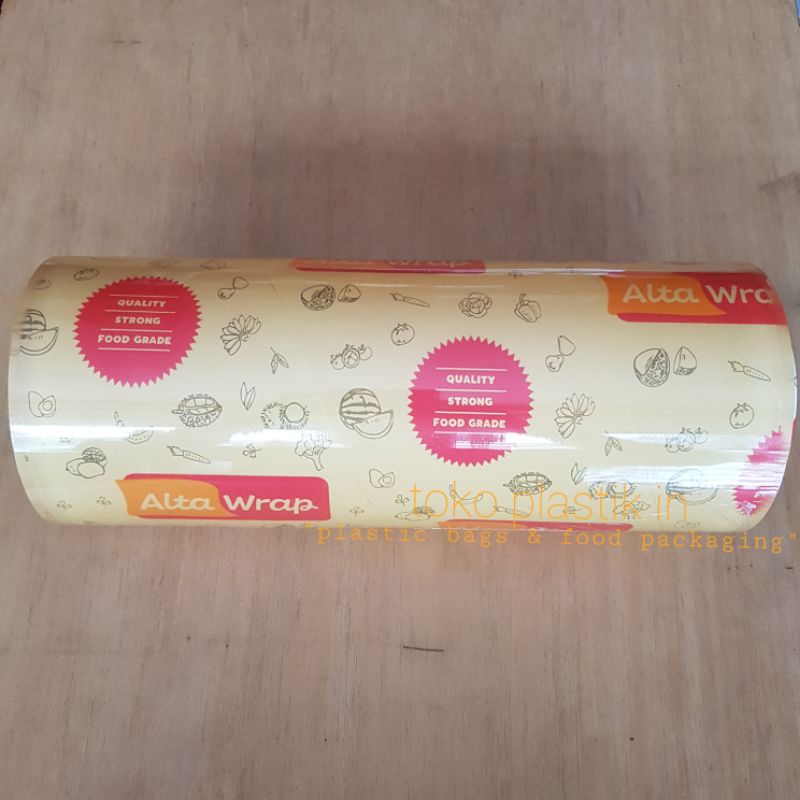 Alta Wrap
Alta Wra
QUALITY
STRONG
FOOD GRADE
QUALITY
STRONG
FOOD GRADE
Alta Wrap
toko plastik in
"plastic bags & food packaging"